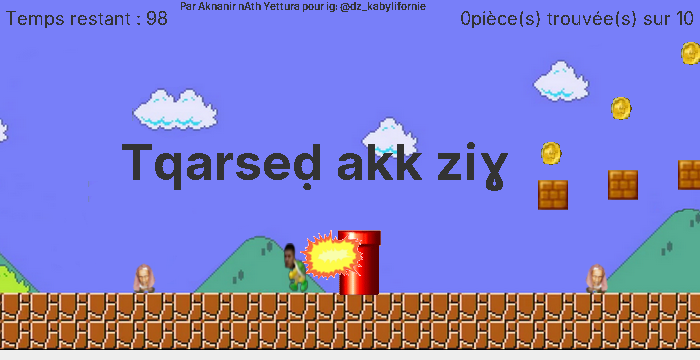 Par Aknanir nAth Yettura pour ig: @dz_kabylifornie
Temps restant : 98
0pièce(s) trouvée(s) sur 10
Tqarseḍ akk ziɣ